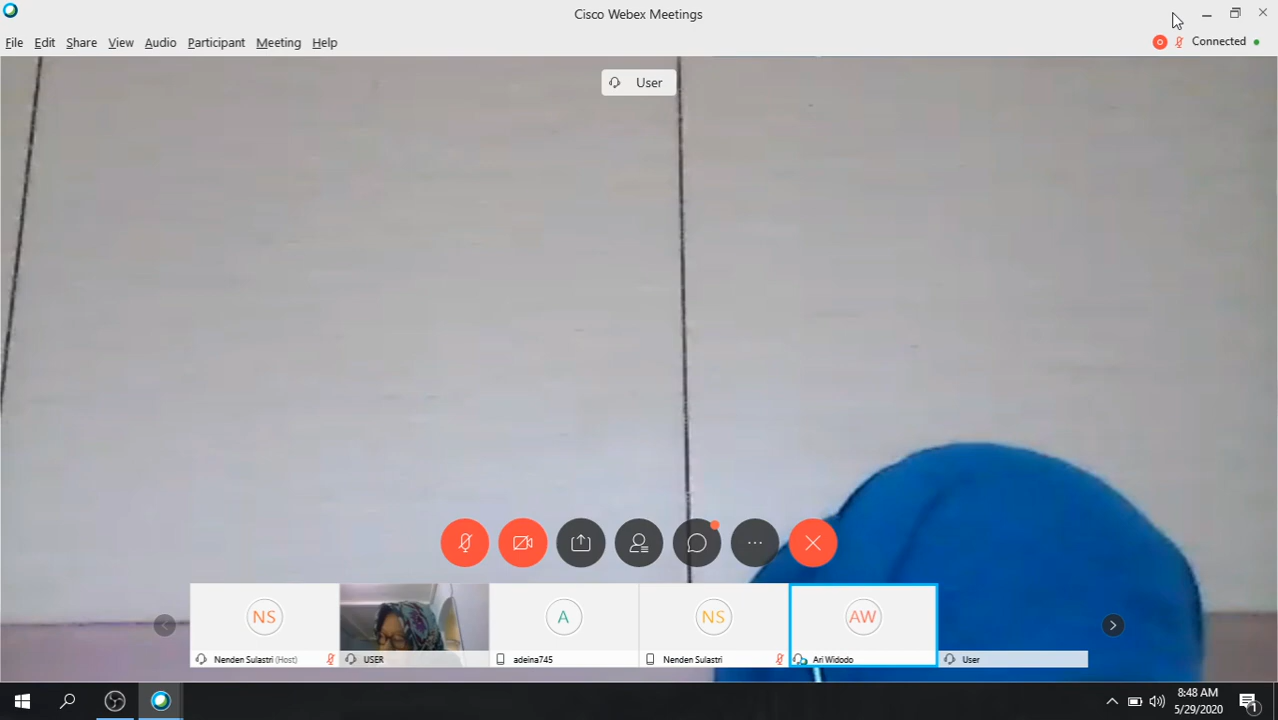 Cisco Webex Meetings
File Edit Share View Audio Participant Meeting Help
Connected
User
NS
A
NS
AW
Nenden Sulastri (Host)
USER
adeina745
Nenden Sulastri
Ari Widodo
User
8:48 AM
5/29/2020
1